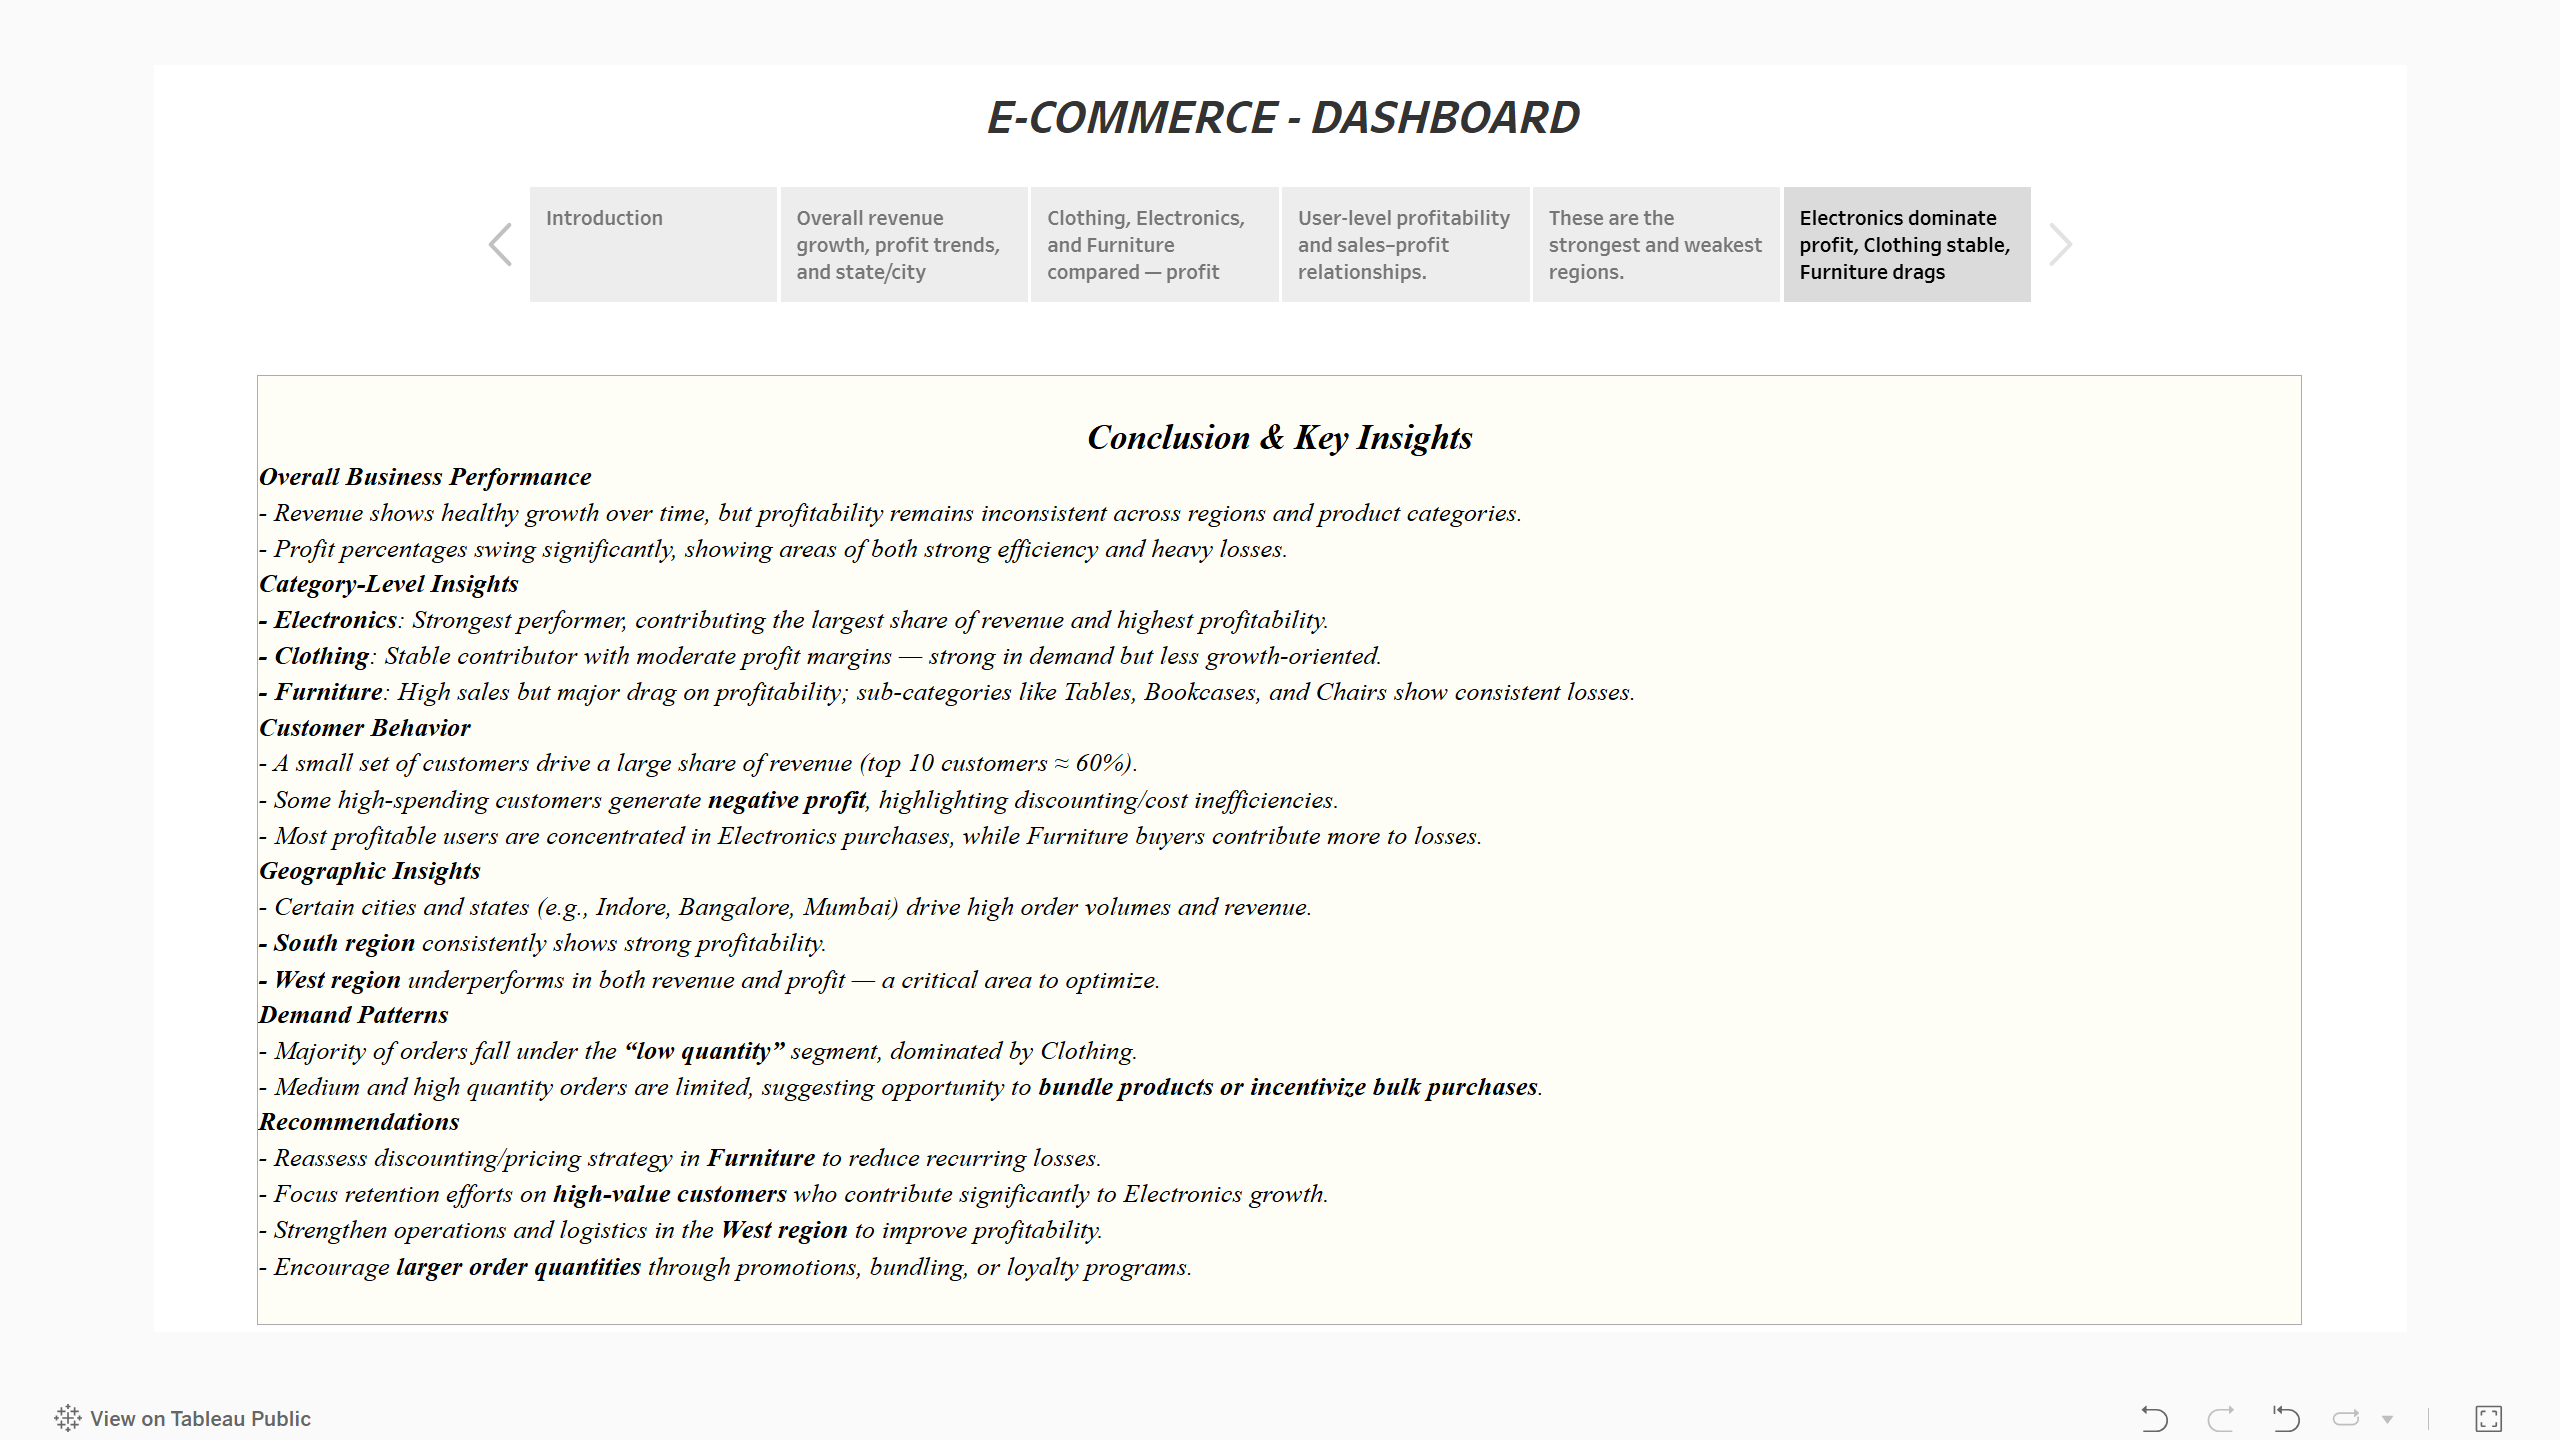 E-COMMERCE - DASHBOARD
Introduction
Overall revenue
growth, profit trends,
and state/city
Clothing, Electronics,
and Furniture
compared — profit
User-level profitability
and sales–profit
relationships.
These are the
strongest and weakest
regions.
Electronics dominate
profit, Clothing stable,
Furniture drags
Conclusion & Key Insights
Overall Business Performance
- Revenue shows healthy growth over time, but profitability remains inconsistent across regions and product categories.
- Profit percentages swing significantly, showing areas of both strong efficiency and heavy losses.
Category-Level Insights
- Electronics: Strongest performer, contributing the largest share of revenue and highest profitability.
- Clothing: Stable contributor with moderate profit margins — strong in demand but less growth-oriented.
- Furniture: High sales but major drag on profitability; sub-categories like Tables, Bookcases, and Chairs show consistent losses.
Customer Behavior
- A small set of customers drive a large share of revenue (top 10 customers ≈ 60%).
- Some high-spending customers generate negative profit, highlighting discounting/cost inefficiencies.
- Most profitable users are concentrated in Electronics purchases, while Furniture buyers contribute more to losses.
Geographic Insights
- Certain cities and states (e.g., Indore, Bangalore, Mumbai) drive high order volumes and revenue.
- South region consistently shows strong profitability.
- West region underperforms in both revenue and profit — a critical area to optimize.
Demand Patterns
- Majority of orders fall under the “low quantity” segment, dominated by Clothing.
- Medium and high quantity orders are limited, suggesting opportunity to bundle products or incentivize bulk purchases.
Recommendations
- Reassess discounting/pricing strategy in Furniture to reduce recurring losses.
- Focus retention efforts on high-value customers who contribute significantly to Electronics growth.
- Strengthen operations and logistics in the West region to improve profitability.
- Encourage larger order quantities through promotions, bundling, or loyalty programs.
View on Tableau Public